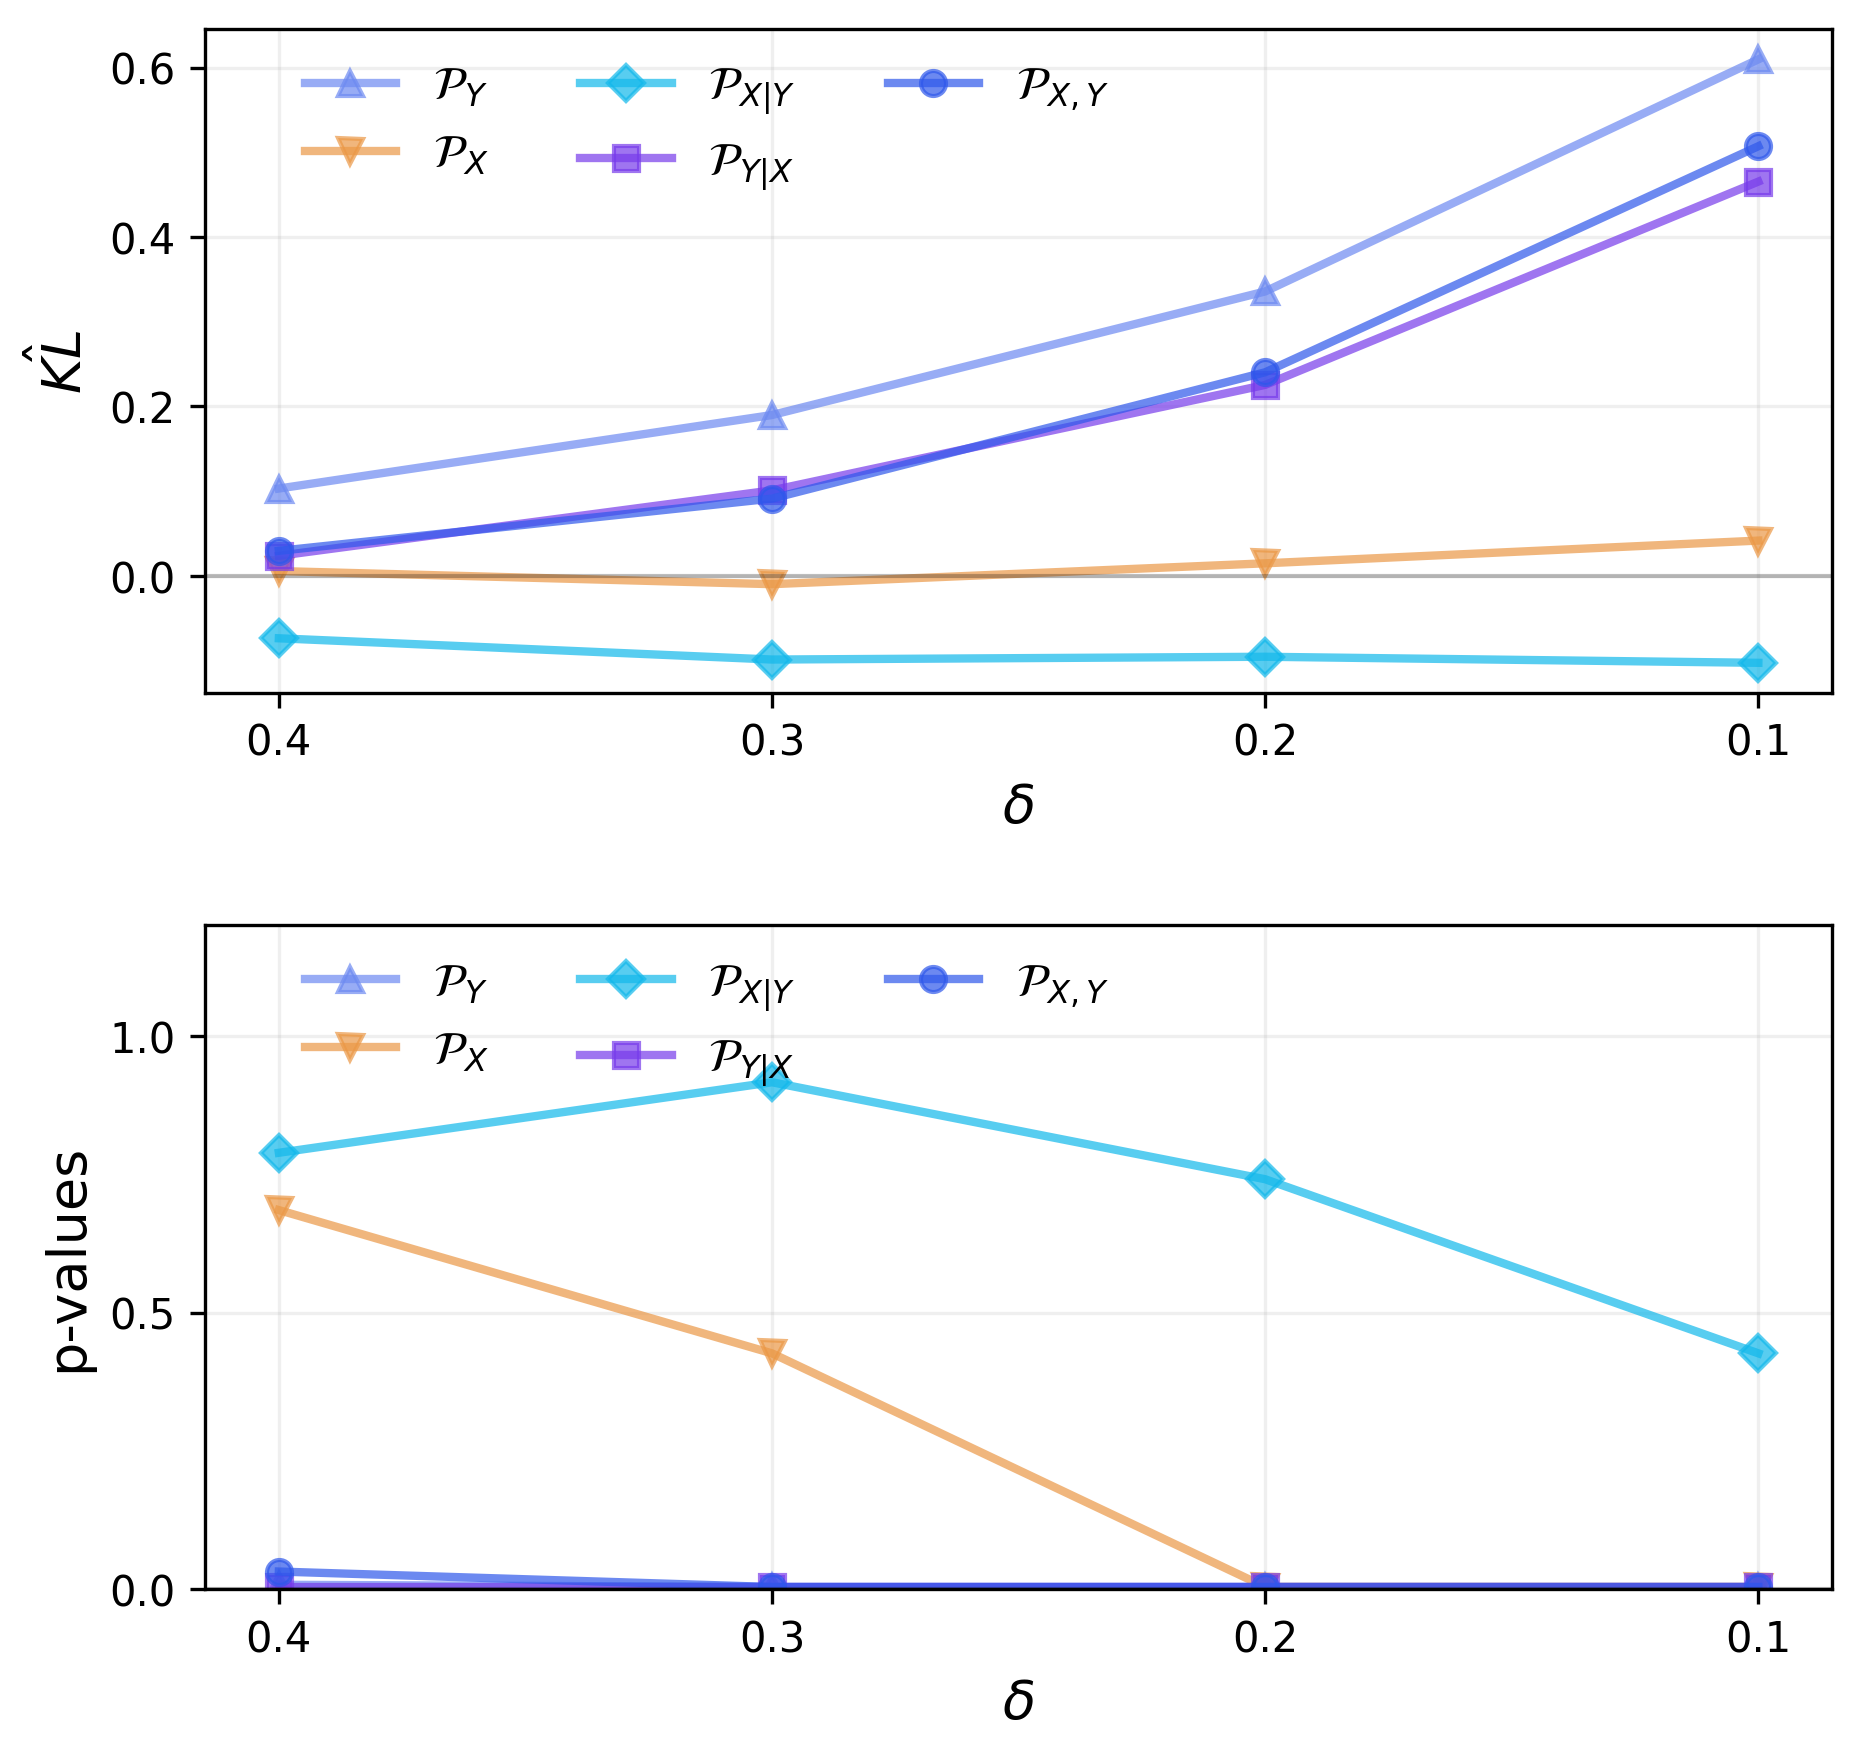 0.6
0.4
0.2
0.0
K̂L
𝒫_Y 𝒫_{X|Y} 𝒫_{X,Y}
𝒫_X 𝒫_{Y|X}
0.4 0.3 0.2 0.1
δ
1.0
0.5
0.0
p-values
𝒫_Y 𝒫_{X|Y} 𝒫_{X,Y}
𝒫_X 𝒫_{Y|X}
0.4 0.3 0.2 0.1
δ